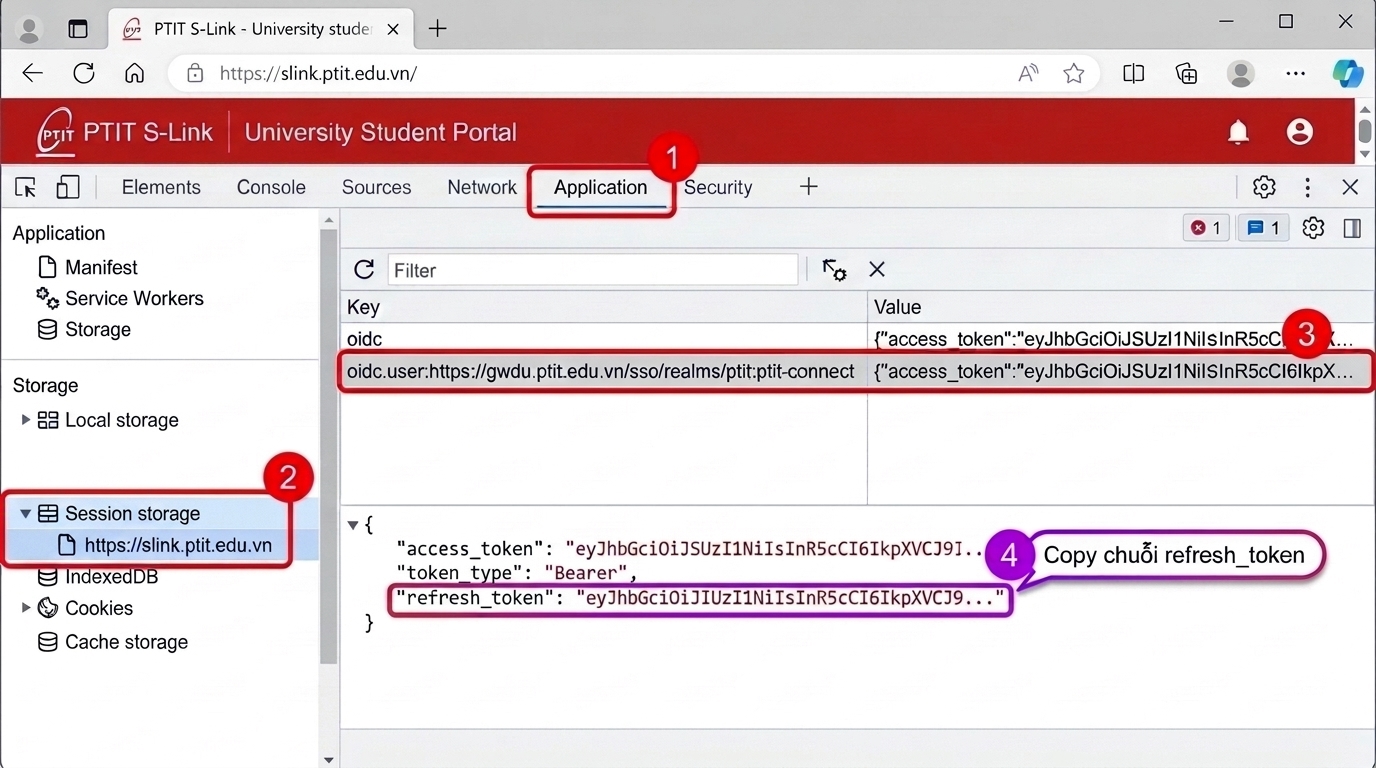 PTIT S-Link - University stude
https://slink.ptit.edu.vn/
PTIT
PTIT S-Link
University Student Portal
1
Elements
Console
Sources
Network
Application
Security
Application
Manifest
Service Workers
Storage
1
1
Filter
Key
Value
3
oidc
{"access_token":"eyJhbGciOiJSUzI1NiIsInR5cC
X...
oidc.user:https://gwdu.ptit.edu.vn/sso/realms/ptit:ptit-connect
{"access_token":"eyJhbGciOiJSUzI1NiIsInR5cCI6IkpX...
Storage
Local storage
2
Session storage
https://slink.ptit.edu.vn
IndexedDB
Cookies
Cache storage
{
"access_token": "eyJhbGciOiJSUzI1NiIsInR5cCI6IkpXVCJ9I..
"token_type": "Bearer",
"refresh_token": "eyJhbGciOiJIUzI1NiIsInR5cCI6IkpXVCJ9..."
}
4
Copy chuỗi refresh_token